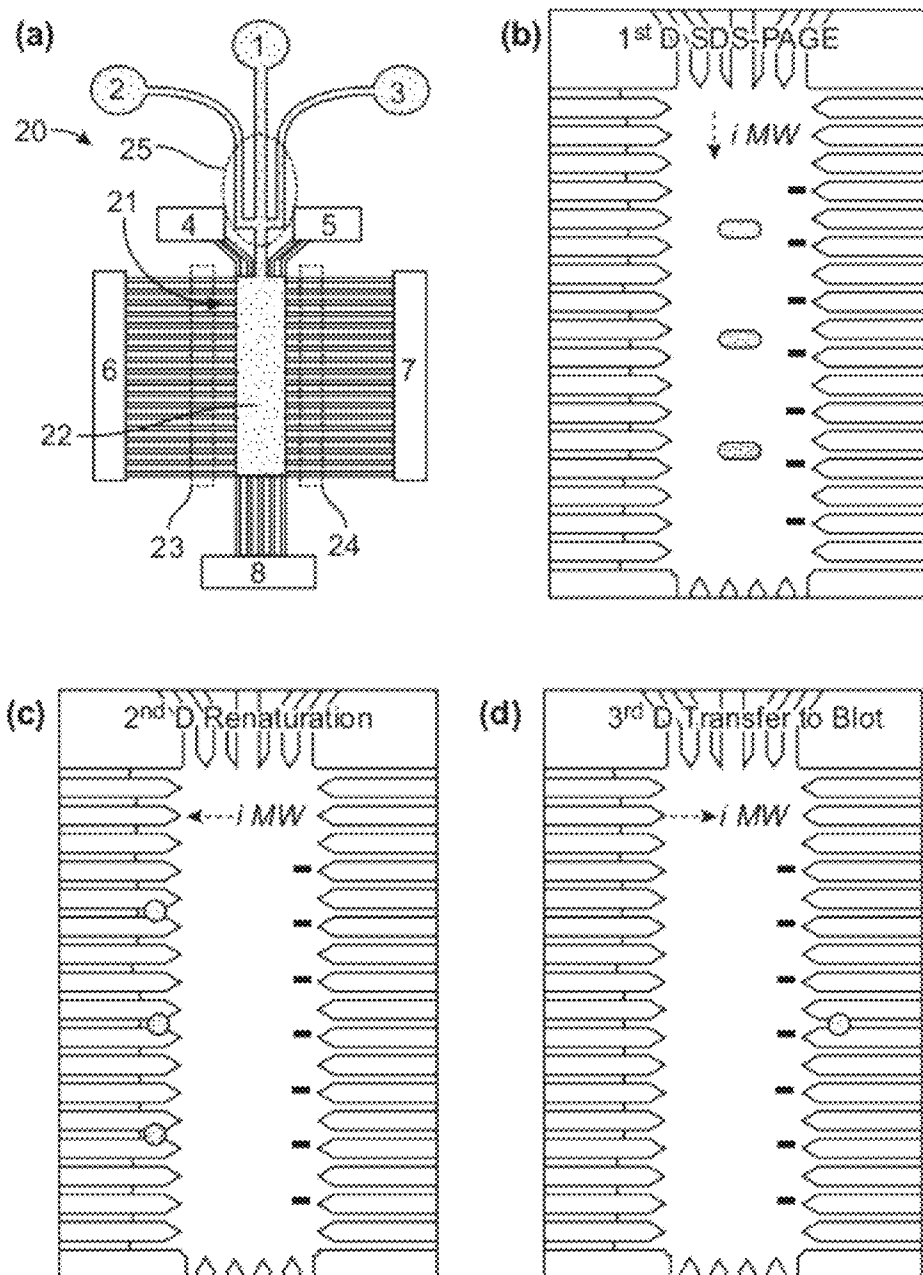 (a)
1
2
3
20
25
21
4
5
6
7
22
23
24
8
(b)
1st D SDS-PAGE
i MW
(c)
2nd D Renaturation
i MW
(d)
3rd D Transfer to Blot
i MW